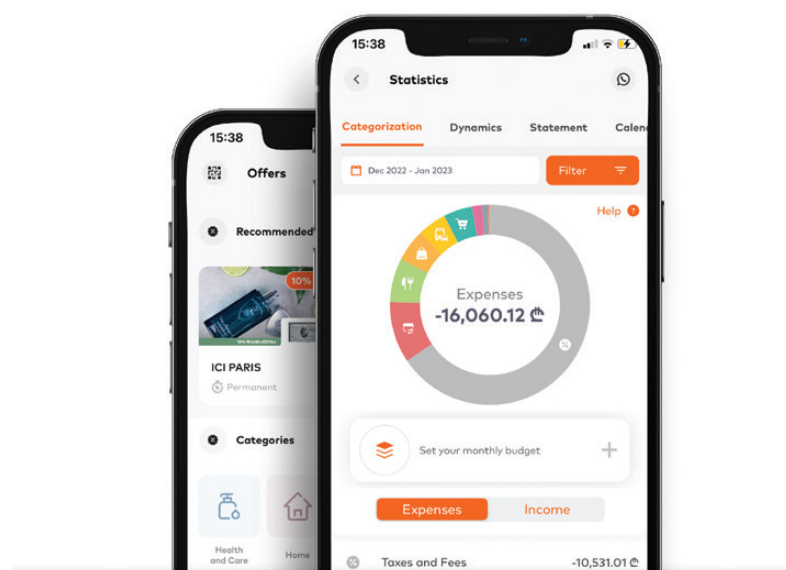 15:38
Offers
Recommended
10%
ICI PARIS
Permanent
Categories
Health
and Care
Home
15:38
Statistics
Categorization
Dynamics
Statement
Calen
Dec 2022 - Jan 2023
Filter
Help ?
Expenses
-16,060.12 ₾
Set your monthly budget
Expenses
Income
Taxes and Fees
-10,531.01 ₾